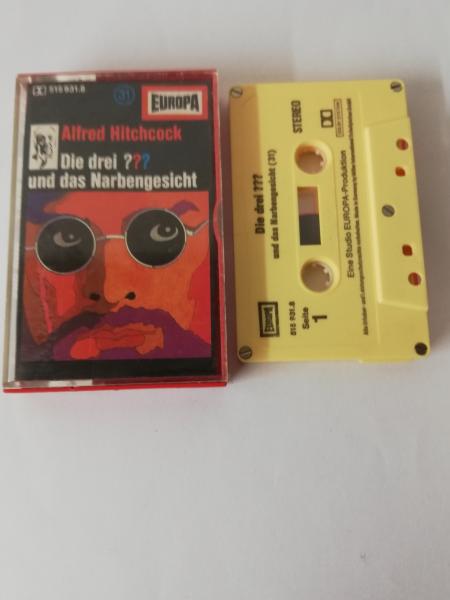 515 931.8
31
EUROPA
Alfred Hitchcock
Die drei ???
und das Narbengesicht
STEREO
Die drei ???
und das Narbengesicht (31)
Eine Studio EUROPA-Produktion
EUROPA
515 931.8
Seite
1